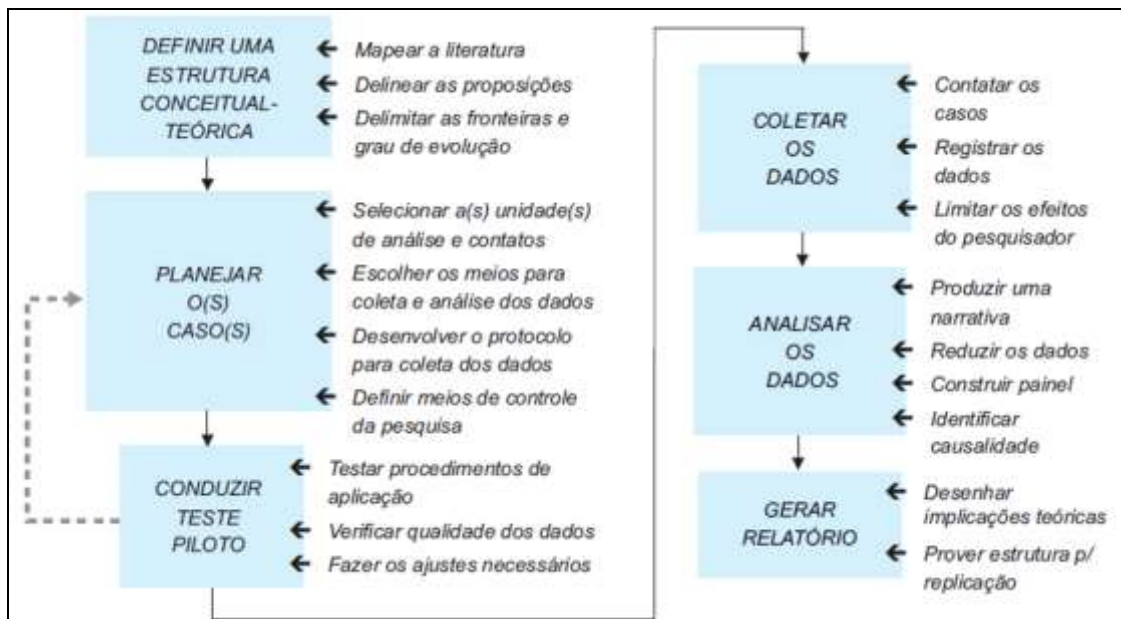 DEFINIR UMA
ESTRUTURA
CONCEITUAL-
TEÓRICA
Mapear a literatura
Delinear as proposições
Delimitar as fronteiras e
grau de evolução
PLANEJAR
O(S)
CASO(S)
Selecionar a(s) unidade(s)
de análise e contatos
Escolher os meios para
coleta e análise dos dados
Desenvolver o protocolo
para coleta dos dados
Definir meios de controle
da pesquisa
CONDUZIR
TESTE
PILOTO
Testar procedimentos de
aplicação
Verificar qualidade dos dados
Fazer os ajustes necessários
COLETAR
OS
DADOS
Contatar os
casos
Registrar os
dados
Limitar os efeitos
do pesquisador
ANALISAR
OS
DADOS
Produzir uma
narrativa
Reduzir os dados
Construir painel
Identificar
causalidade
GERAR
RELATÓRIO
Desenhar
implicações teóricas
Prover estrutura p/
replicação